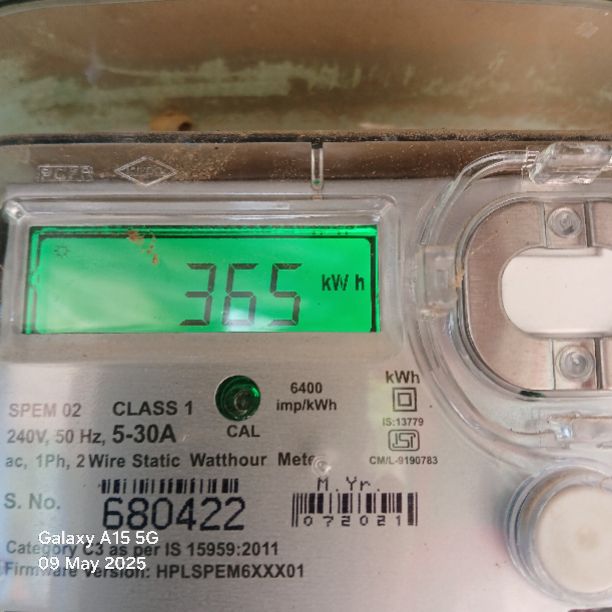 365 kW h
6400
imp/kWh
kWh
SPEM 02 CLASS 1
IS:13779
240V, 50 Hz, 5-30A
CAL
CM/L-9190783
ac, 1Ph, 2 Wire Static Watthour Meter
M.Yr.
S. No.
680422
072021
Galaxy A15 5G
Category C3 as per IS 15959:2011
09 May 2025
Firmware Version: HPLSPEM6XXX01